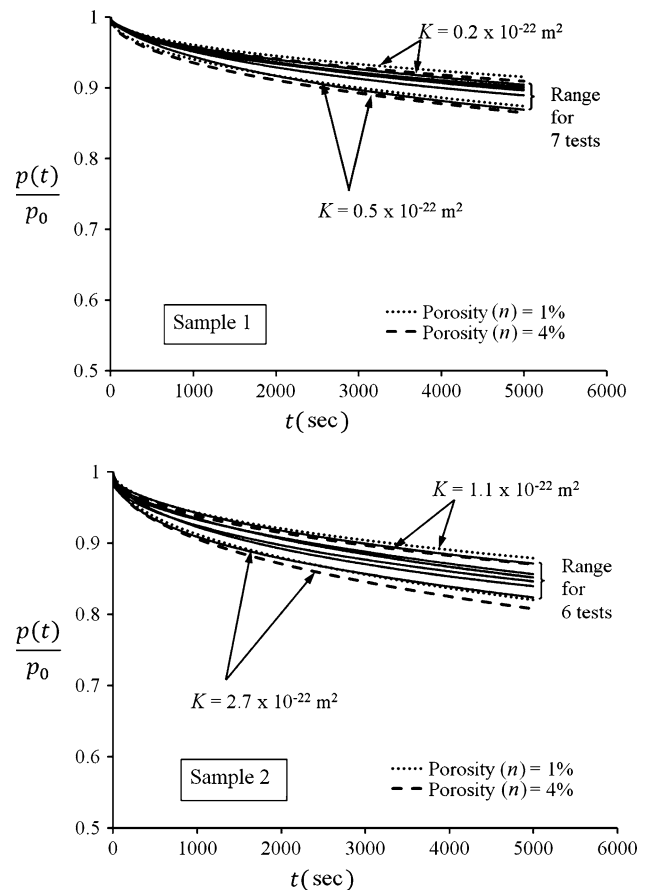 1
K = 0.2 x 10-22 m2
0.9
Range
for
7 tests
0.8
p(t)
p0
K = 0.5 x 10-22 m2
0.7
0.6
Sample 1
Porosity (n) = 1%
Porosity (n) = 4%
0.5
0 1000 2000 3000 4000 5000 6000
t(sec)
1
K = 1.1 x 10-22 m2
0.9
Range
for
6 tests
0.8
p(t)
p0
0.7
K = 2.7 x 10-22 m2
0.6
Sample 2
Porosity (n) = 1%
Porosity (n) = 4%
0.5
0 1000 2000 3000 4000 5000 6000
t(sec)